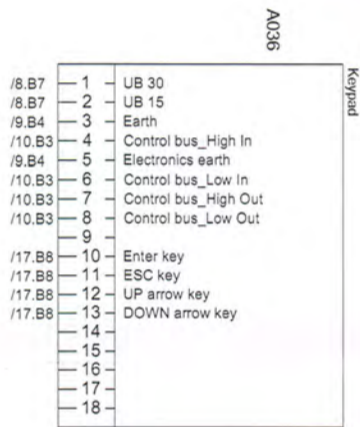 A036
Keypad
/8.B7 1 UB 30
/8.B7 2 UB 15
/9.B4 3 Earth
/10.B3 4 Control bus_High In
/9.B4 5 Electronics earth
/10.B3 6 Control bus_Low In
/10.B3 7 Control bus_High Out
/10.B3 8 Control bus_Low Out
9
/17.B8 10 Enter key
/17.B8 11 ESC key
/17.B8 12 UP arrow key
/17.B8 13 DOWN arrow key
14
15
16
17
18